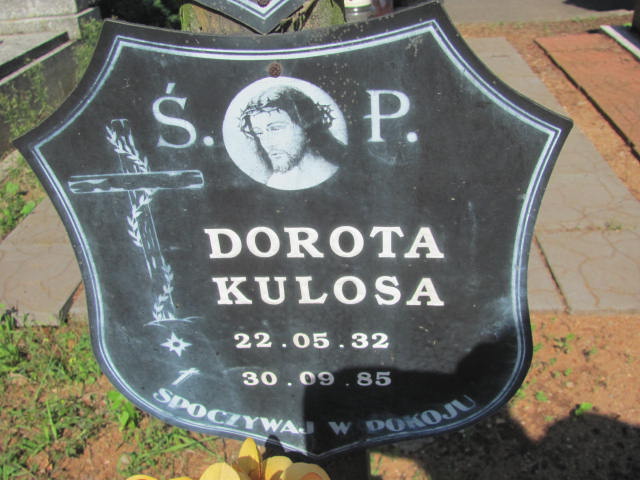 Ś. P.
DOROTA
KULOSA
22.05.32
30.09.85
SPOCZYWAJ W POKOJU